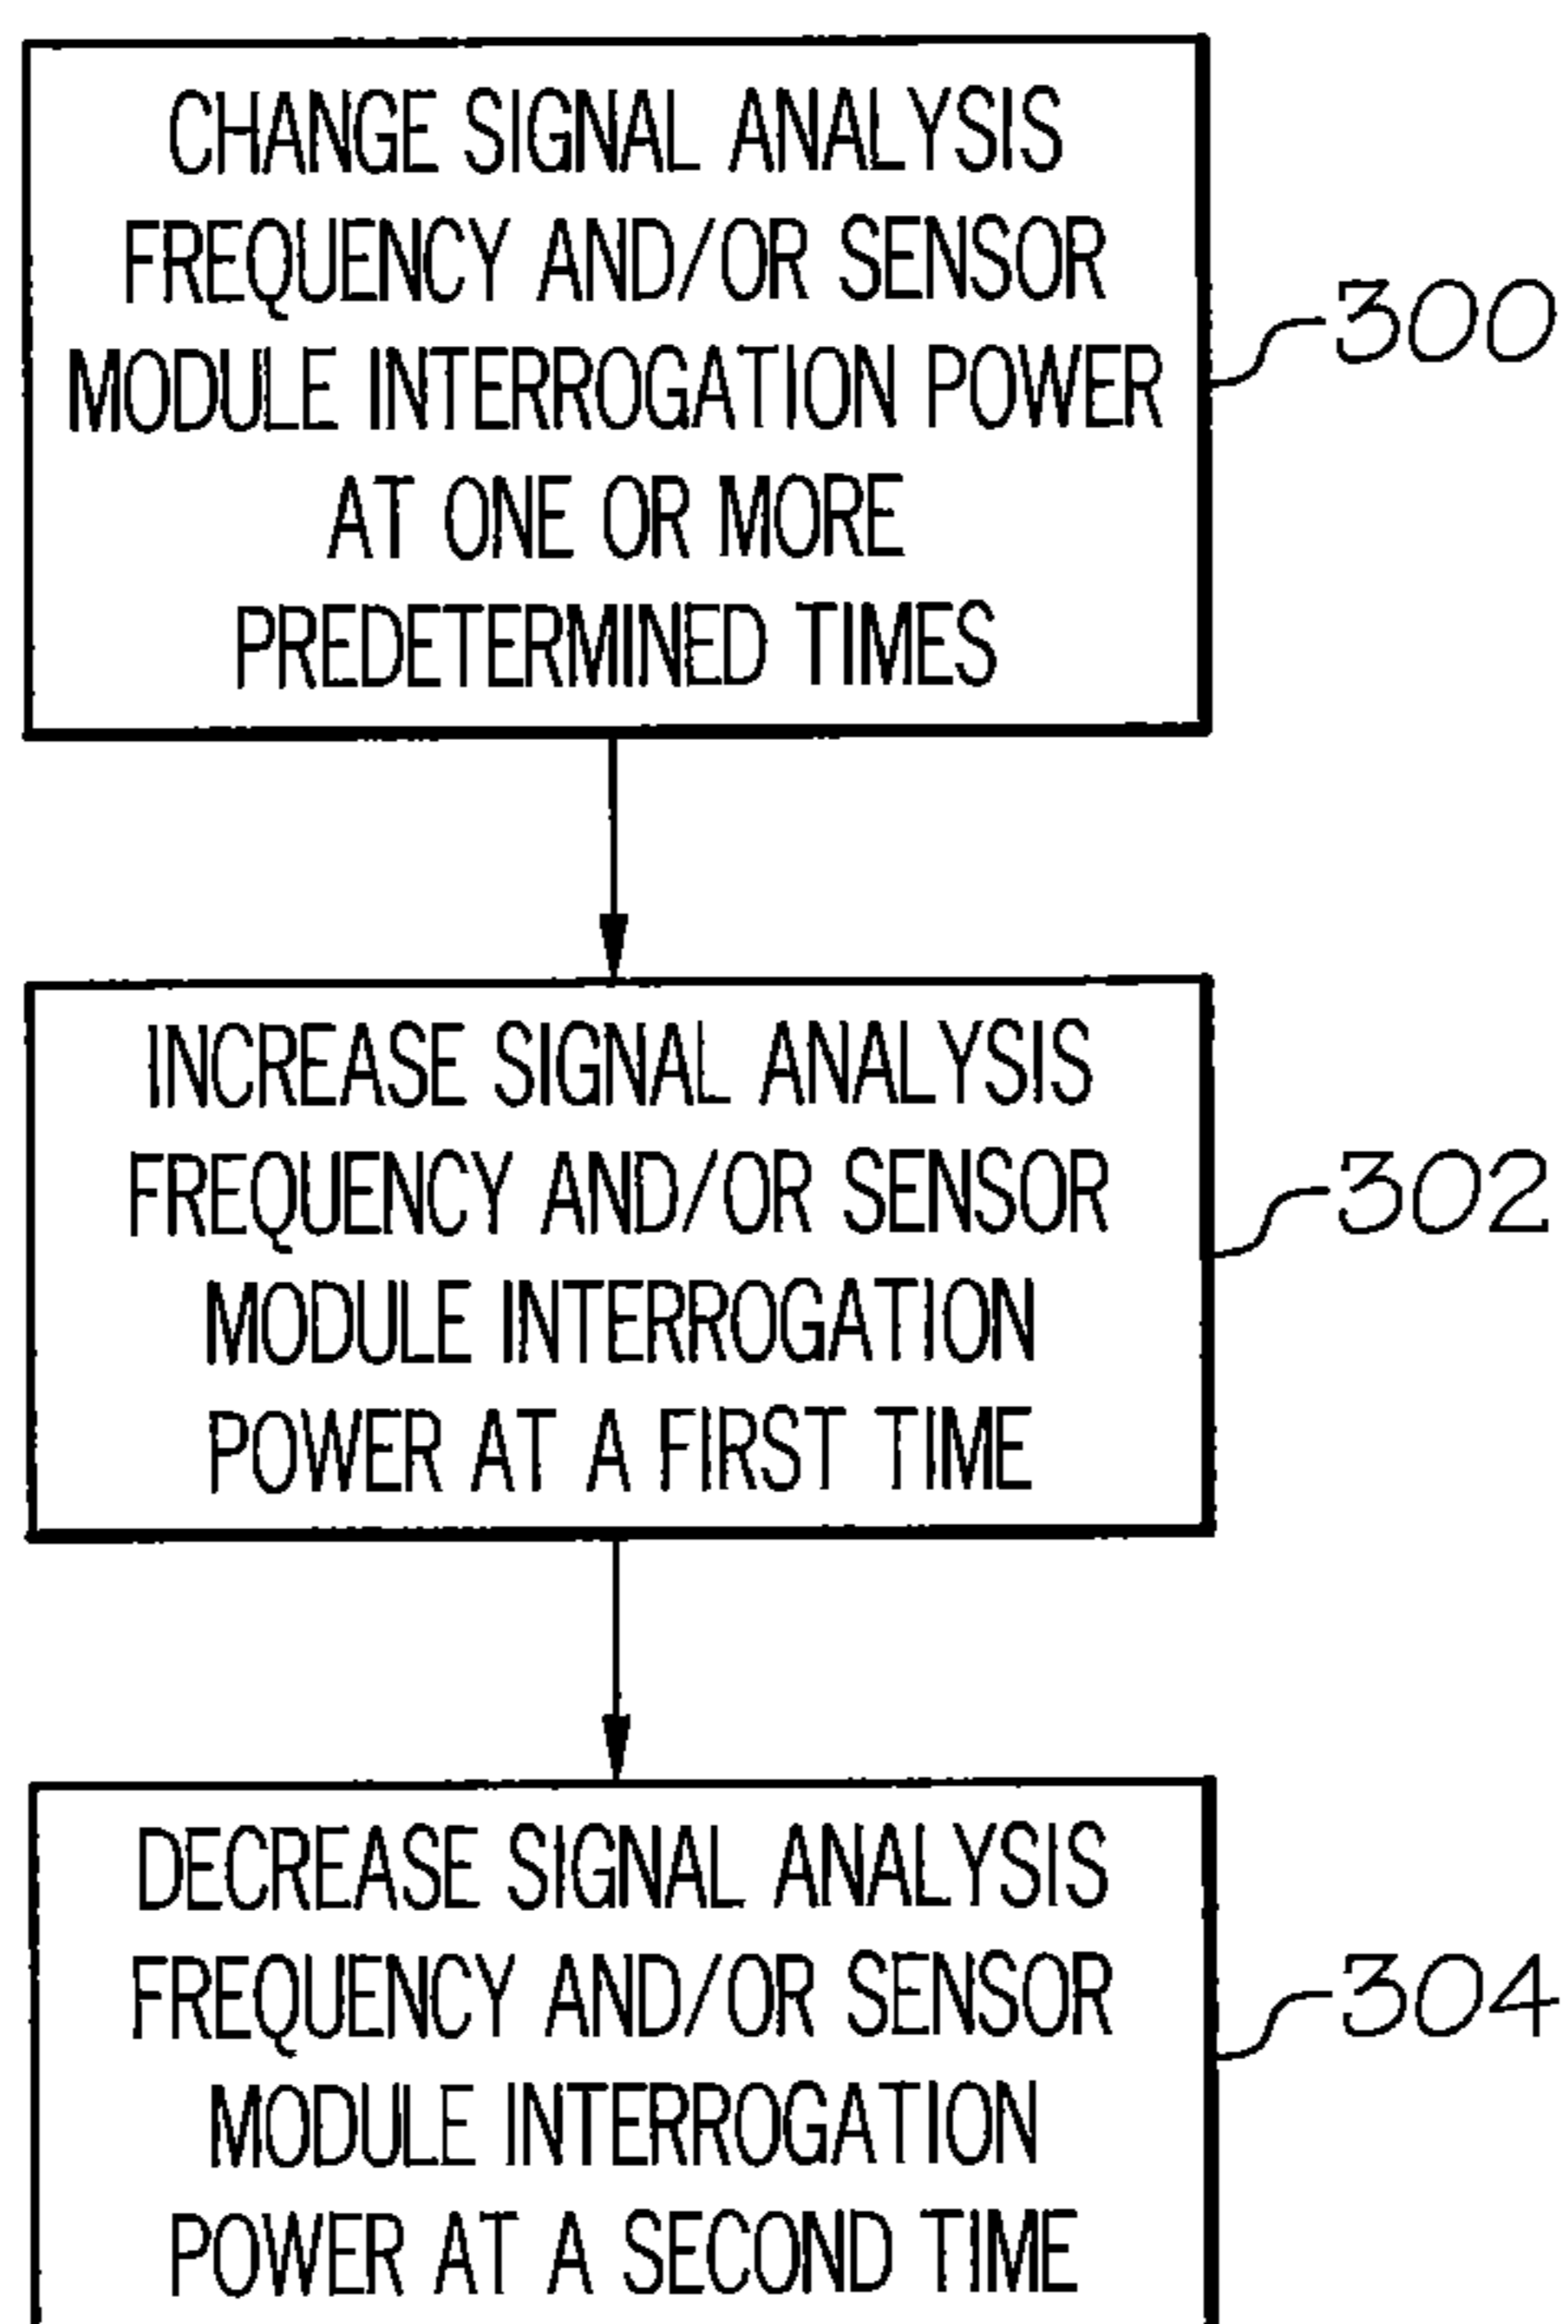 CHANGE SIGNAL ANALYSIS
FREQUENCY AND/OR SENSOR
MODULE INTERROGATION POWER
AT ONE OR MORE
PREDETERMINED TIMES
300
INCREASE SIGNAL ANALYSIS
FREQUENCY AND/OR SENSOR
MODULE INTERROGATION
POWER AT A FIRST TIME
302
DECREASE SIGNAL ANALYSIS
FREQUENCY AND/OR SENSOR
MODULE INTERROGATION
POWER AT A SECOND TIME
304